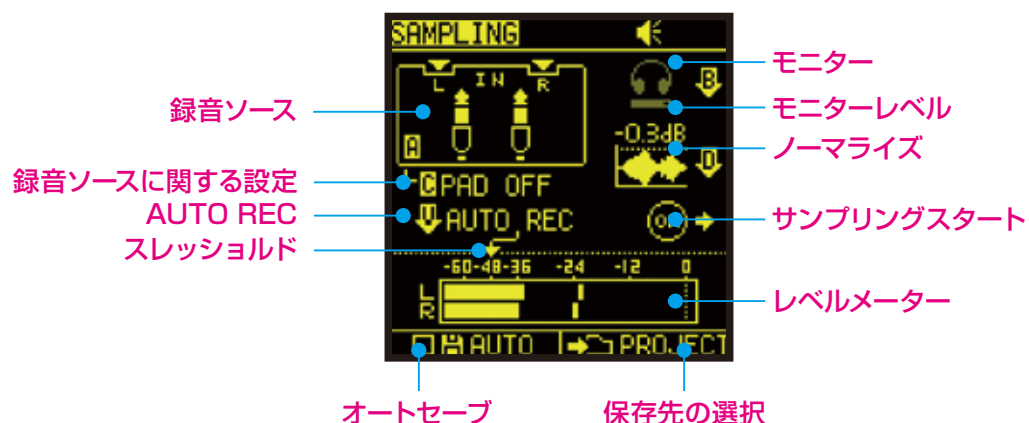 SAMPLING
モニター
B
L IN R
録音ソース
モニターレベル
-0.3dB
ノーマライズ
A
D
録音ソースに関する設定
C PAD OFF
AUTO REC
AUTO REC
サンプリングスタート
スレッショルド
-60-48-36 -24 -12 0
L
R
レベルメーター
AUTO
PROJECT
オートセーブ
保存先の選択